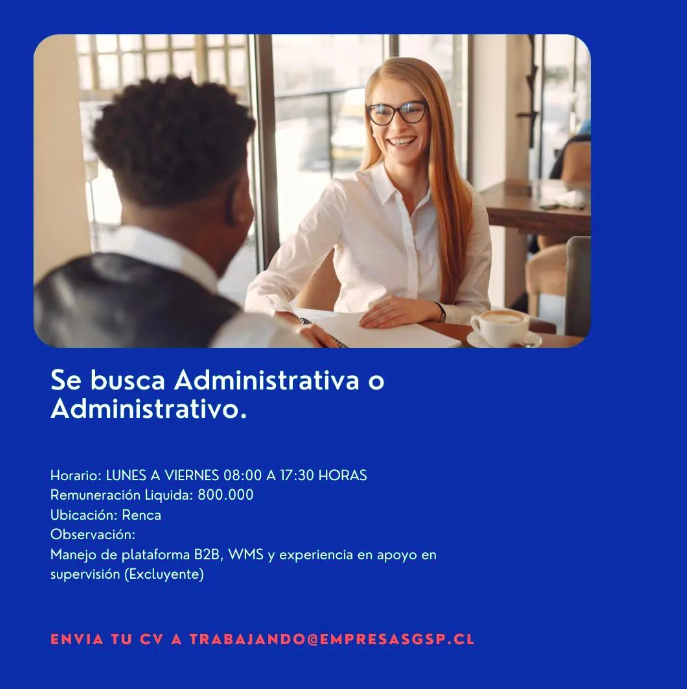 Se busca Administrativa o
Administrativo.
Horario: LUNES A VIERNES 08:00 A 17:30 HORAS
Remuneración Liquida: 800.000
Ubicación: Renca
Observación:
Manejo de plataforma B2B, WMS y experiencia en apoyo en
supervisión (Excluyente)
ENVIA TU CV A TRABAJANDO@EMPRESASGSP.CL